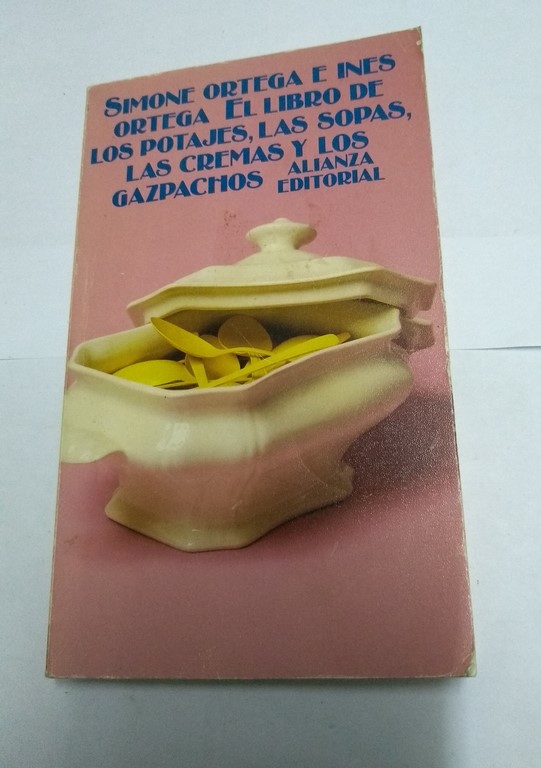 SIMONE ORTEGA E INES
ORTEGA EL LIBRO DE
LOS POTAJES, LAS SOPAS,
LAS CREMAS Y LOS
GAZPACHOS ALIANZA
EDITORIAL